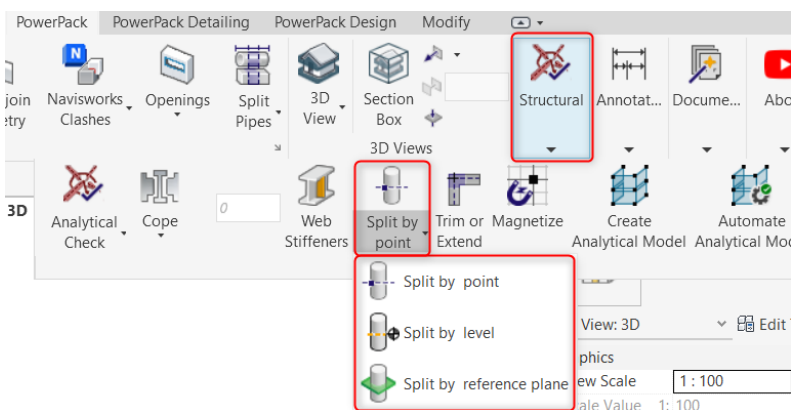 PowerPack PowerPack Detailing PowerPack Design Modify
join Navisworks Openings Split 3D Section Structural Annotat... Docume... Abo
etry Clashes Pipes View Box
3D Views
3D
Analytical Cope 0 Web Split by Trim or Magnetize Create Automate
Check Stiffeners point Extend Analytical Model Analytical Mod
Split by point
Split by level
View: 3D Edit
phics
Split by reference plane ew Scale 1 : 100
ale Value 1: 100